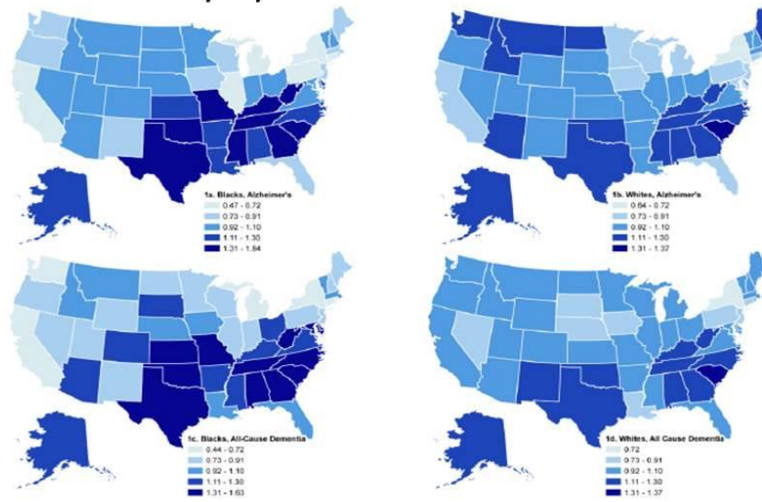 1a. Blacks, Alzheimer's
0.47 - 0.72
0.73 - 0.91
0.92 - 1.10
1.11 - 1.30
1.31 - 1.84
1b. Whites, Alzheimer's
0.64 - 0.72
0.73 - 0.91
0.92 - 1.10
1.11 - 1.30
1.31 - 1.37
1c. Blacks, All-Cause Dementia
0.44 - 0.72
0.73 - 0.91
0.92 - 1.10
1.11 - 1.30
1.31 - 1.63
1d. Whites, All Cause Dementia
0.72
0.73 - 0.91
0.92 - 1.10
1.11 - 1.30
1.31 - 1.37